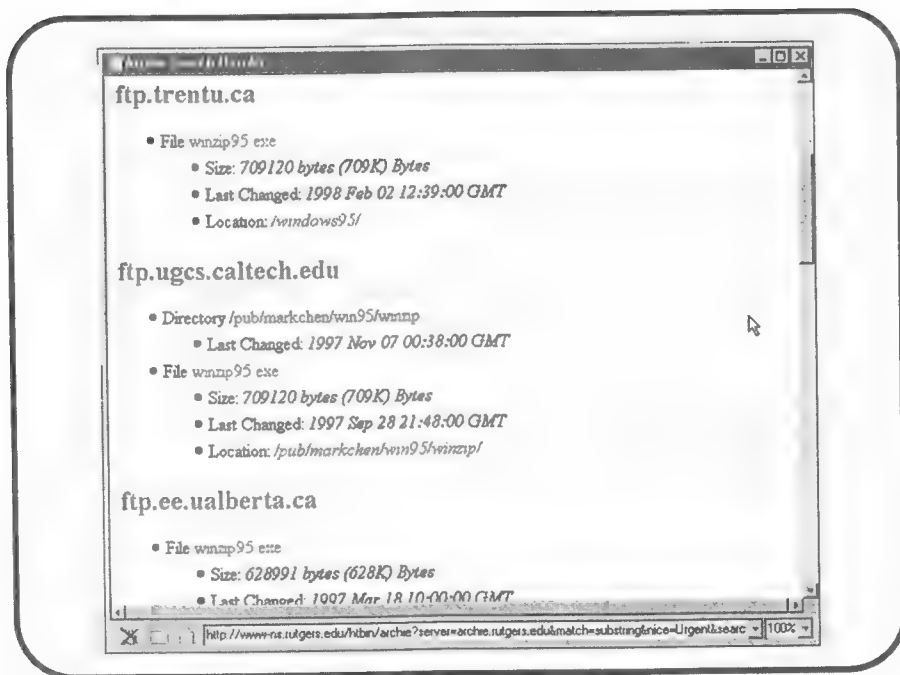 ftp.trentu.ca
File winzip95 exe
Size: 709120 bytes (709K) Bytes
Last Changed: 1998 Feb 02 12:39:00 GMT
Location: /windows95/
ftp.ugcs.caltech.edu
Directory /pub/markchen/win95/winzip
Last Changed: 1997 Nov 07 00:38:00 GMT
File winzip95 exe
Size: 709120 bytes (709K) Bytes
Last Changed: 1997 Sep 28 21:48:00 GMT
Location: /pub/markchen/win95/winzip/
ftp.ee.ualberta.ca
File winzip95 exe
Size: 628991 bytes (628K) Bytes
Last Changed: 1997 Mar 18 10:00:00 GMT
http://www-ns.rutgers.edu/htbin/archie?server=archie.rutgers.edu&match=substring&nice=Urgent&searc 100%